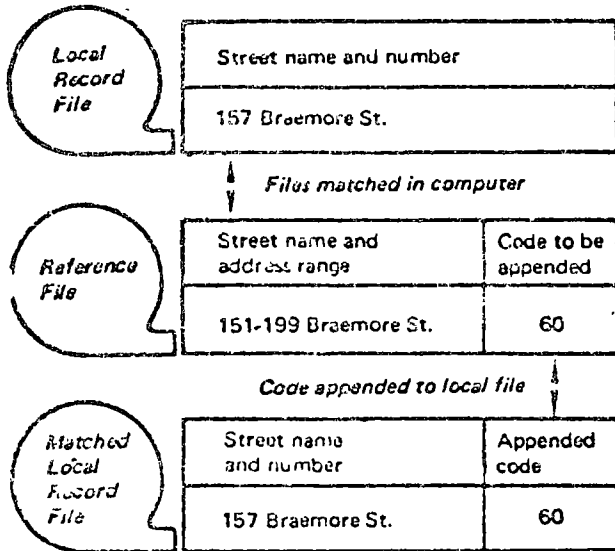 Local
Record
File
Street name and number
157 Braemore St.
Files matched in computer
Reference
File
Street name and
address range
Code to be
appended
151-199 Braemore St.
60
Code appended to local file
Matched
Local
Record
File
Street name
and number
Appended
code
157 Braemore St.
60